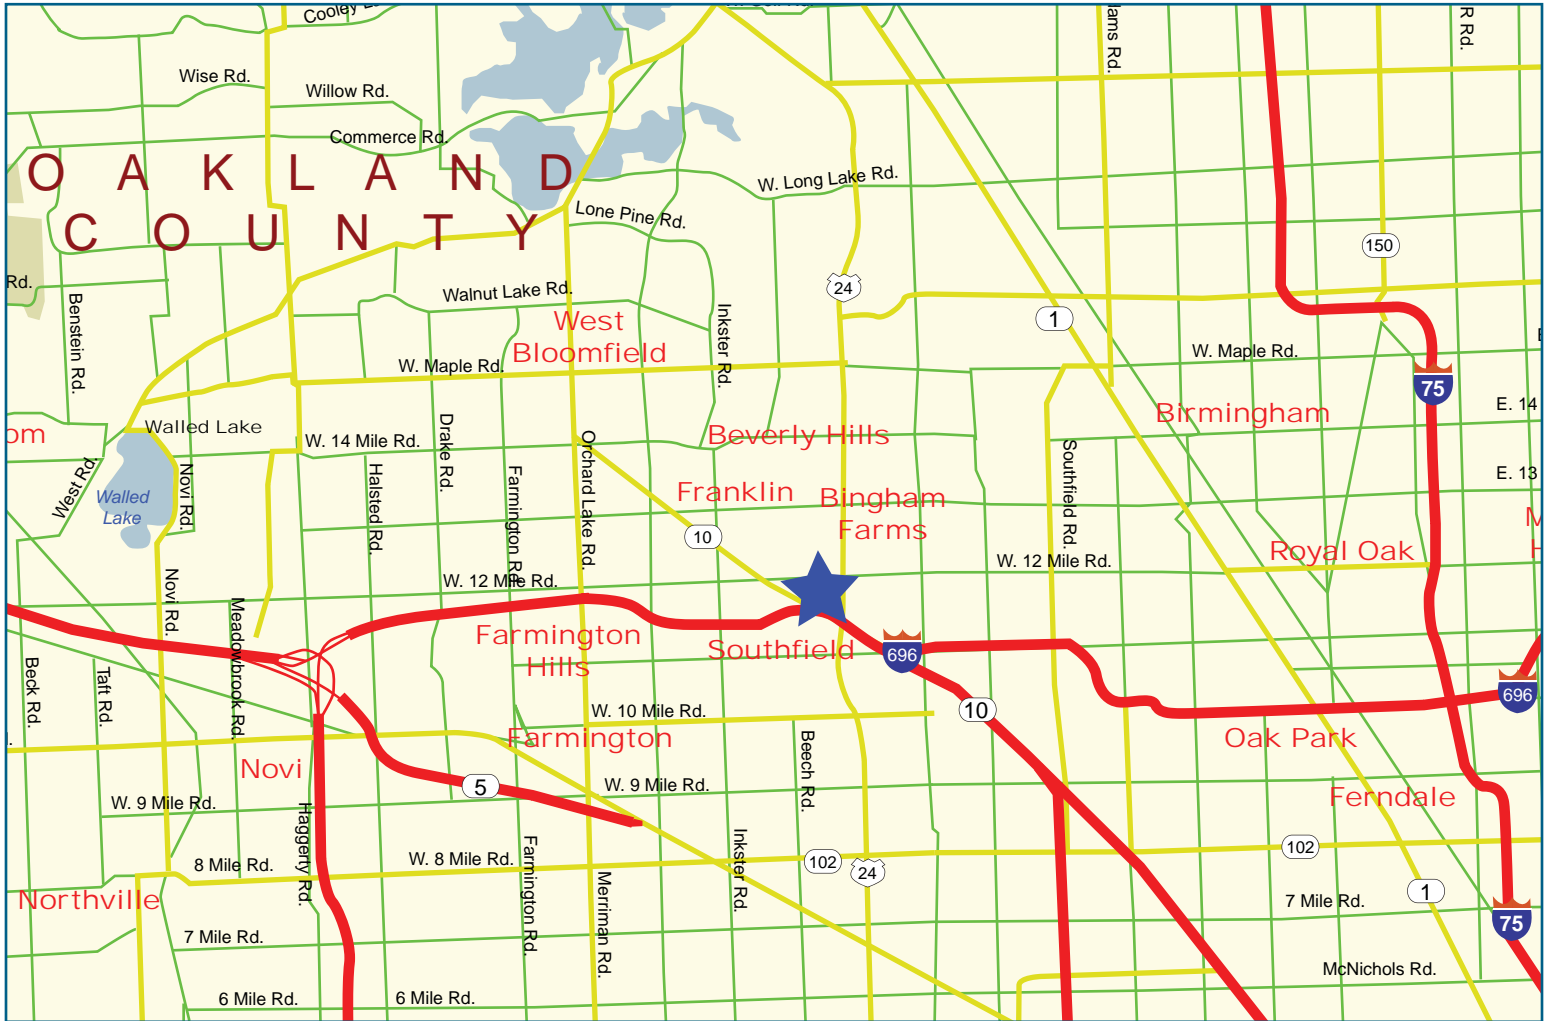 Cooley
Wise Rd.
Willow Rd.
Commerce Rd.
OAKLAND
COUNTY
W. Long Lake Rd.
Lone Pine Rd.
Rd.
R Rd.
150
24
1
Benstein Rd.
Walnut Lake Rd.
West
Bloomfield
Inkster Rd.
W. Maple Rd.
W. Maple Rd.
75
E. 14
Birmingham
Walled Lake
W. 14 Mile Rd.
Drake Rd.
Orchard Lake Rd.
Beverly Hills
Southfield Rd.
West Rd.
Walled
Lake
Novi Rd.
Halsted Rd.
Farmington Rd.
Franklin
Bingham
Farms
E. 13
10
Royal Oak
W. 12 Mile Rd.
W. 12 Mile Rd.
Novi Rd.
Meadowbrook Rd.
Farmington
Hills
Southfield
696
696
Beck Rd.
Taft Rd.
W. 10 Mile Rd.
10
Farmington
Oak Park
Novi
Beech Rd.
5
W. 9 Mile Rd.
W. 9 Mile Rd.
Haggerty Rd.
Ferndale
8 Mile Rd.
W. 8 Mile Rd.
Farmington Rd.
Inkster Rd.
102
24
102
Northville
Merriman Rd.
1
7 Mile Rd.
75
7 Mile Rd.
McNichols Rd.
6 Mile Rd.
6 Mile Rd.